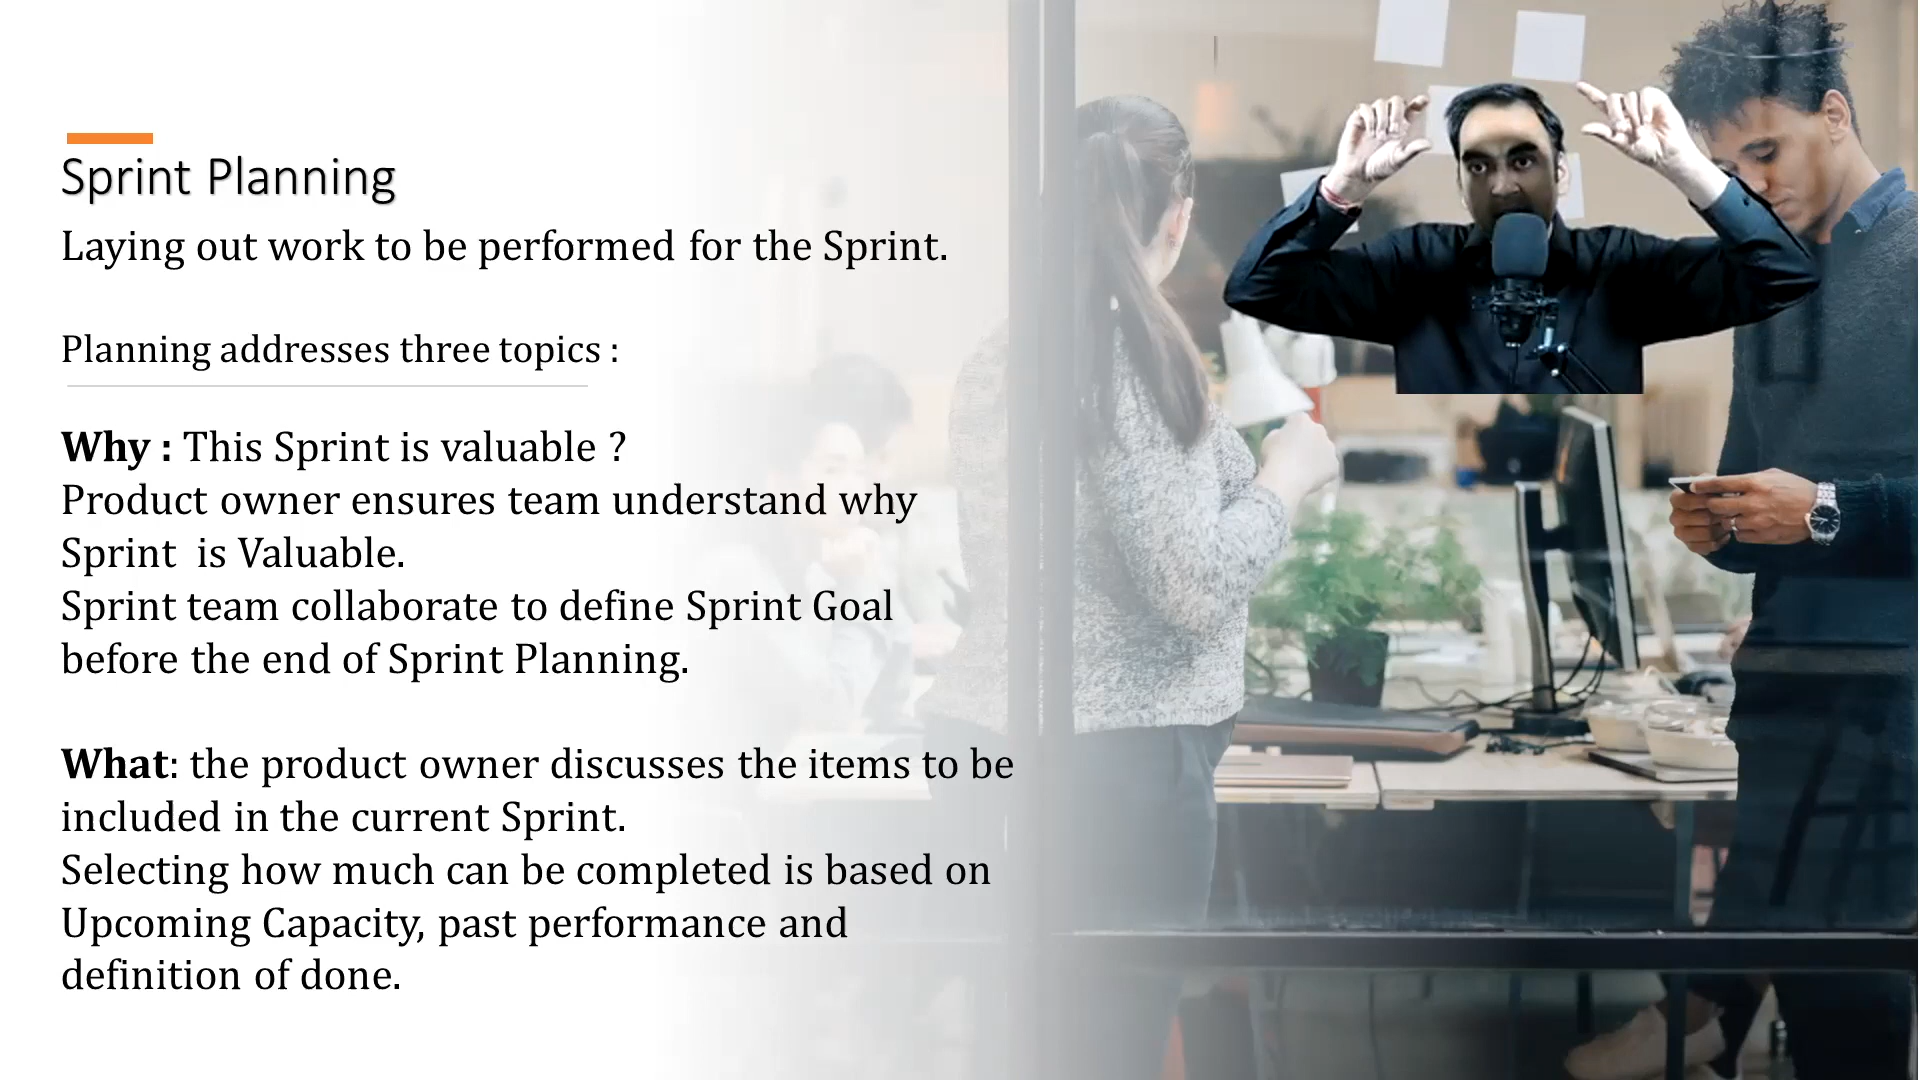 Sprint Planning
Laying out work to be performed for the Sprint.
Planning addresses three topics :
Why : This Sprint is valuable ?
Product owner ensures team understand why
Sprint  is Valuable.
Sprint team collaborate to define Sprint Goal
before the end of Sprint Planning.
What: the product owner discusses the items to be
included in the current Sprint.
Selecting how much can be completed is based on
Upcoming Capacity, past performance and
definition of done.